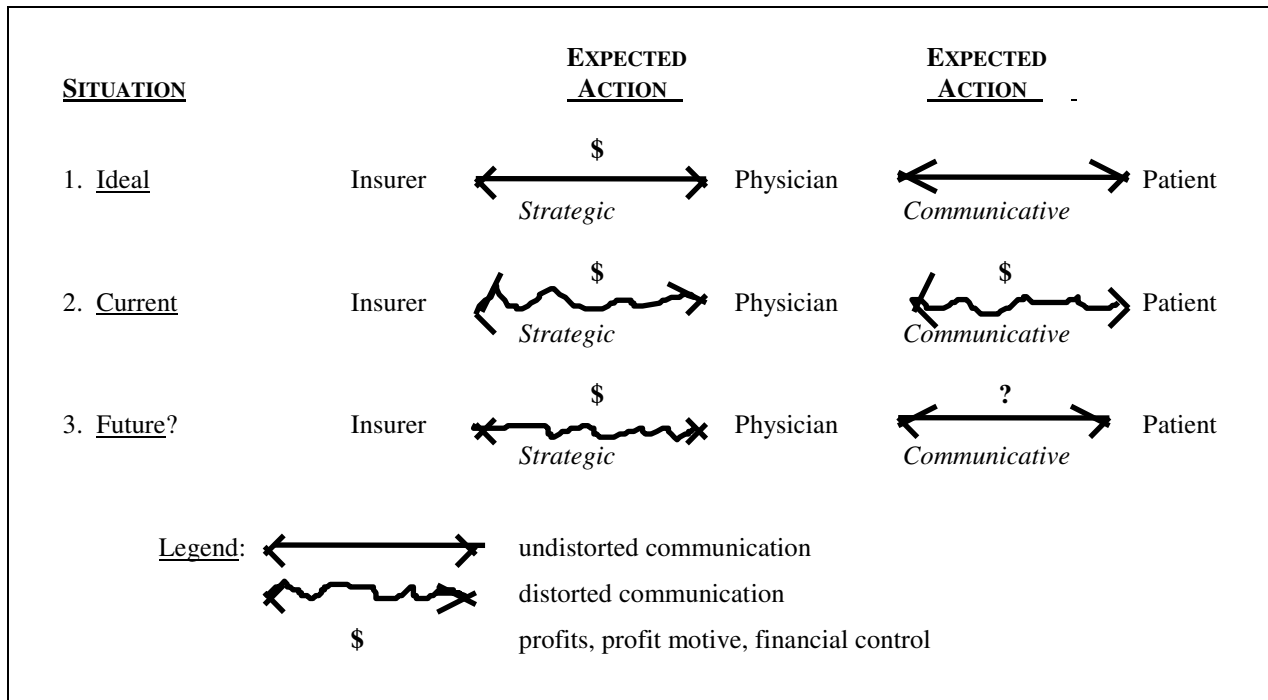 EXPECTED EXPECTED
SITUATION ACTION ACTION
$
1. Ideal Insurer Physician Patient
Strategic Communicative
$ $
2. Current Insurer Physician Patient
Strategic Communicative
$ ?
3. Future? Insurer Physician Patient
Strategic Communicative
Legend: undistorted communication
distorted communication
$ profits, profit motive, financial control